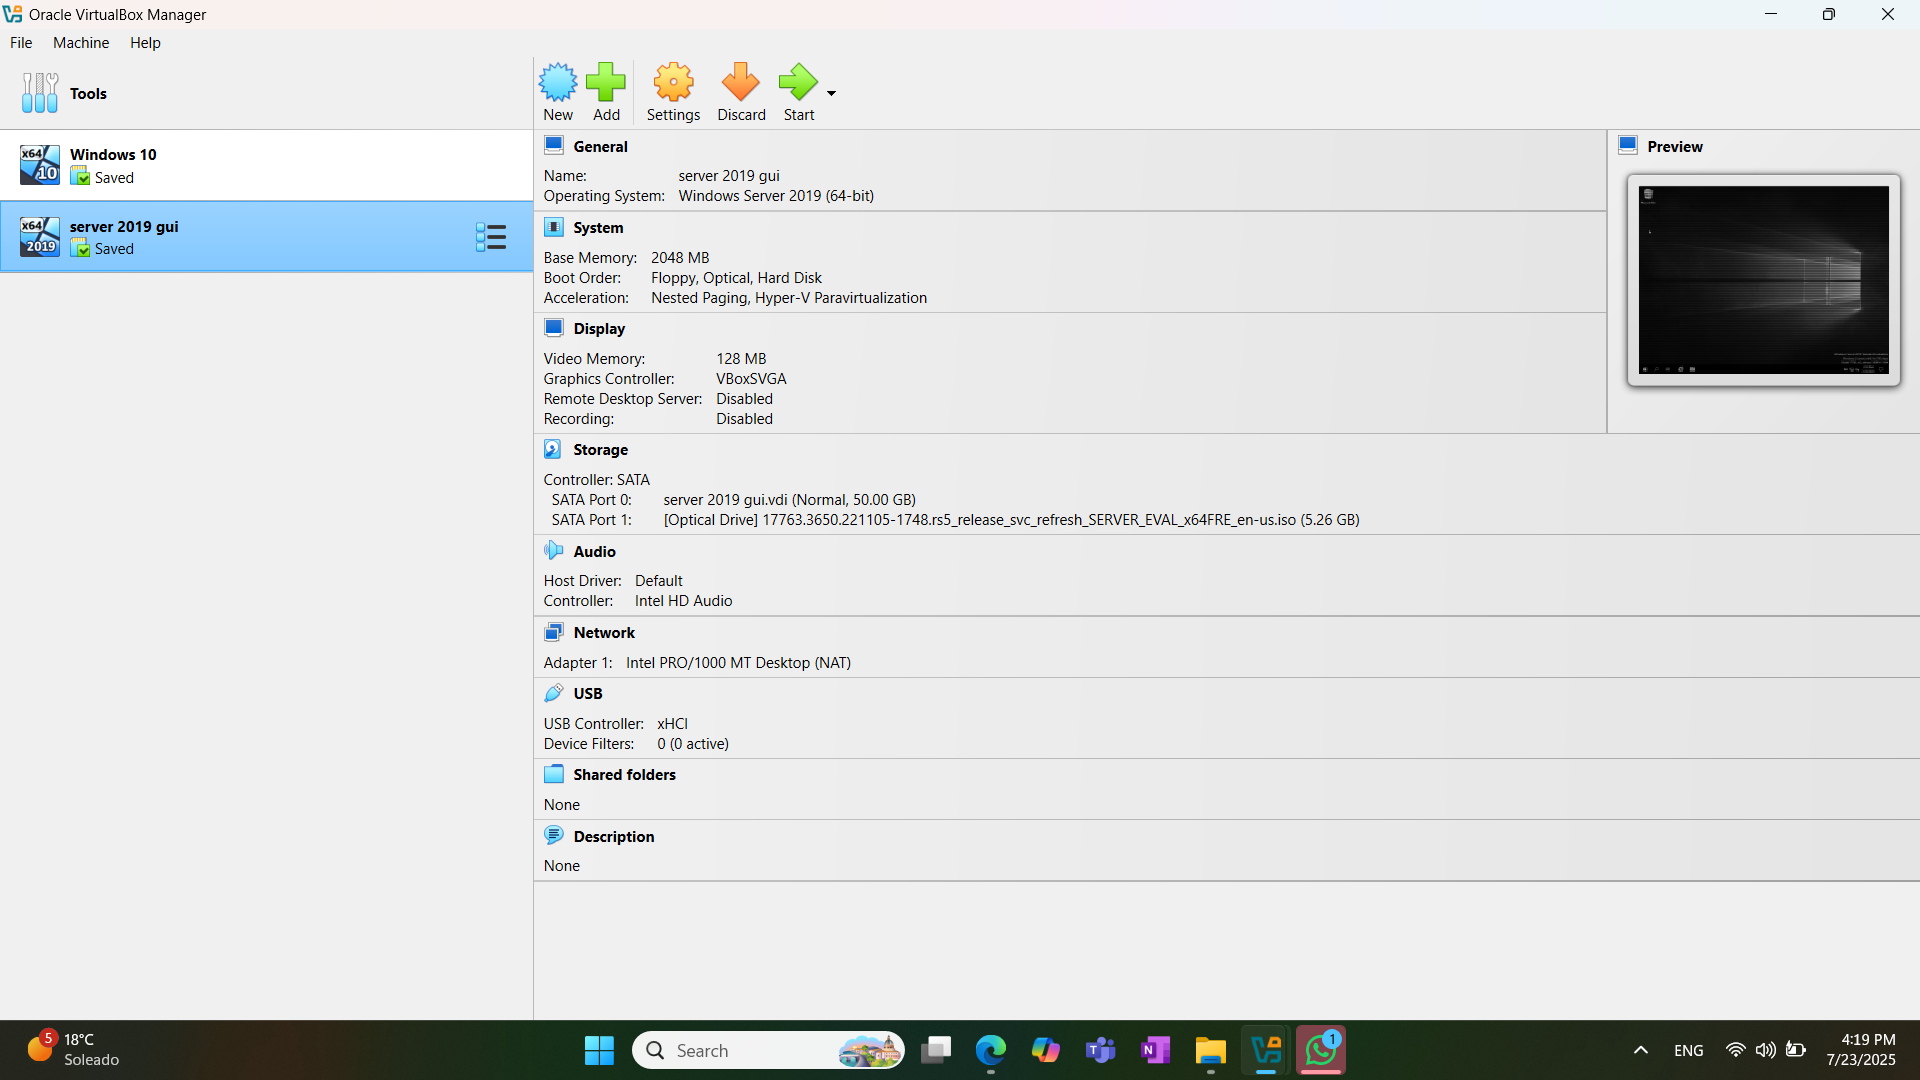 Oracle VirtualBox Manager
File Machine Help
Tools
New Add Settings Discard Start
x64 10 Windows 10
Saved
x64 2019 server 2019 gui
Saved
General
Name: server 2019 gui
Operating System: Windows Server 2019 (64-bit)
System
Base Memory: 2048 MB
Boot Order: Floppy, Optical, Hard Disk
Acceleration: Nested Paging, Hyper-V Paravirtualization
Display
Video Memory: 128 MB
Graphics Controller: VBoxSVGA
Remote Desktop Server: Disabled
Recording: Disabled
Preview
Storage
Controller: SATA
SATA Port 0: server 2019 gui.vdi (Normal, 50.00 GB)
SATA Port 1: [Optical Drive] 17763.3650.221105-1748.rs5_release_svc_refresh_SERVER_EVAL_x64FRE_en-us.iso (5.26 GB)
Audio
Host Driver: Default
Controller: Intel HD Audio
Network
Adapter 1: Intel PRO/1000 MT Desktop (NAT)
USB
USB Controller: xHCI
Device Filters: 0 (0 active)
Shared folders
None
Description
None
5 18°C
Soleado
Search
1
ENG
4:19 PM
7/23/2025